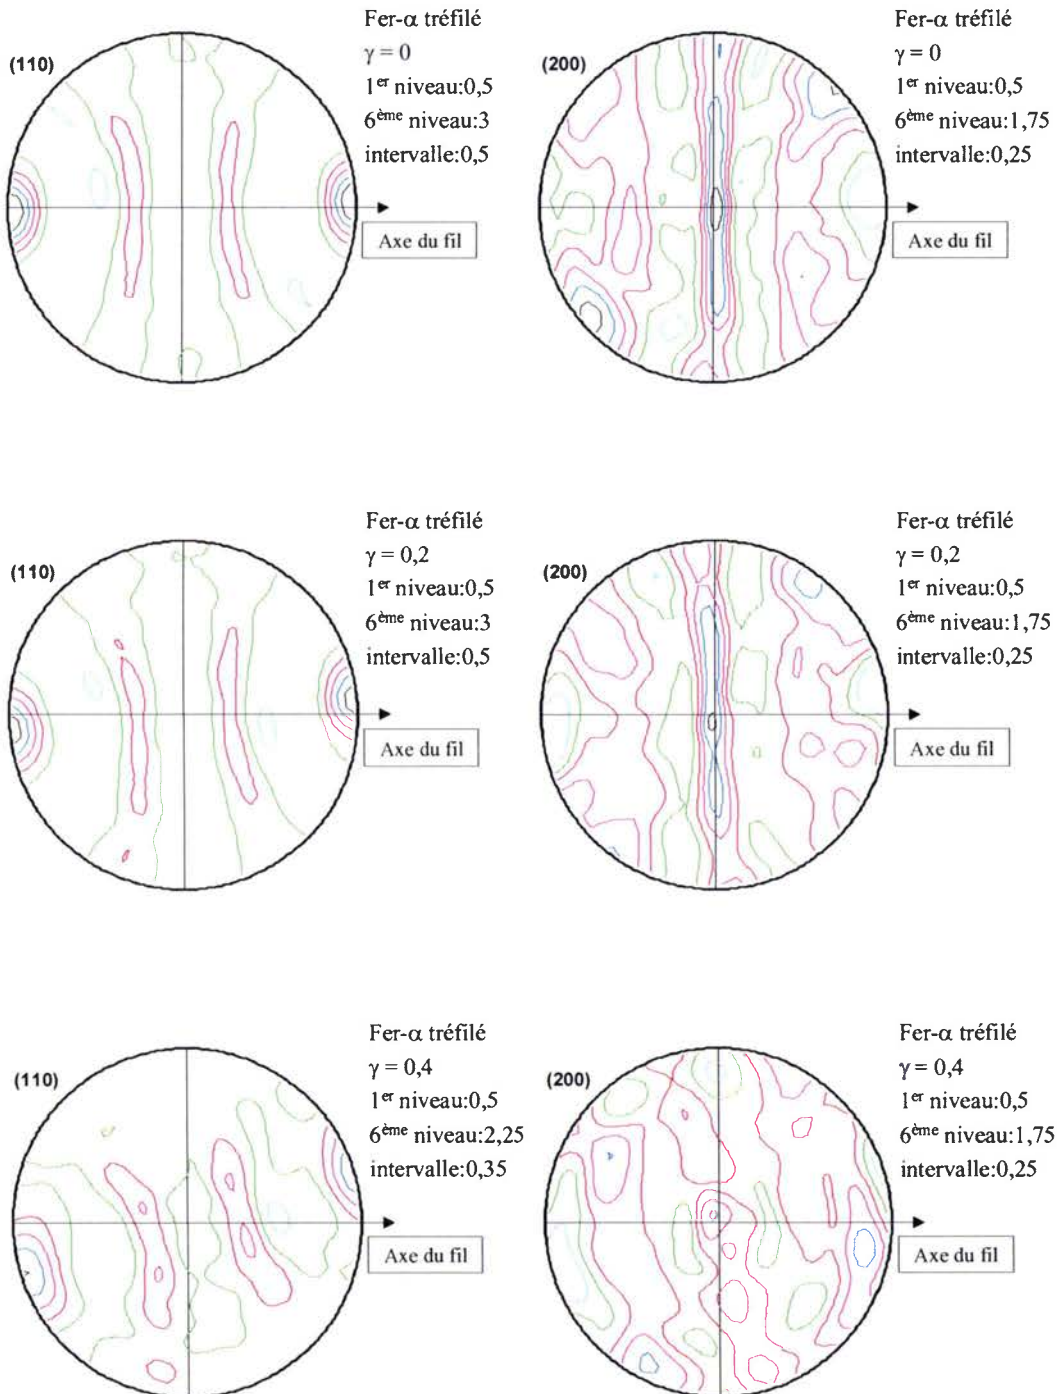 (110)
Fer-α tréfilé
γ = 0
1er niveau:0,5
6ème niveau:3
intervalle:0,5
Axe du fil
(200)
Fer-α tréfilé
γ = 0
1er niveau:0,5
6ème niveau:1,75
intervalle:0,25
Axe du fil
(110)
Fer-α tréfilé
γ = 0,2
1er niveau:0,5
6ème niveau:3
intervalle:0,5
Axe du fil
(200)
Fer-α tréfilé
γ = 0,2
1er niveau:0,5
6ème niveau:1,75
intervalle:0,25
Axe du fil
(110)
Fer-α tréfilé
γ = 0,4
1er niveau:0,5
6ème niveau:2,25
intervalle:0,35
Axe du fil
(200)
Fer-α tréfilé
γ = 0,4
1er niveau:0,5
6ème niveau:1,75
intervalle:0,25
Axe du fil